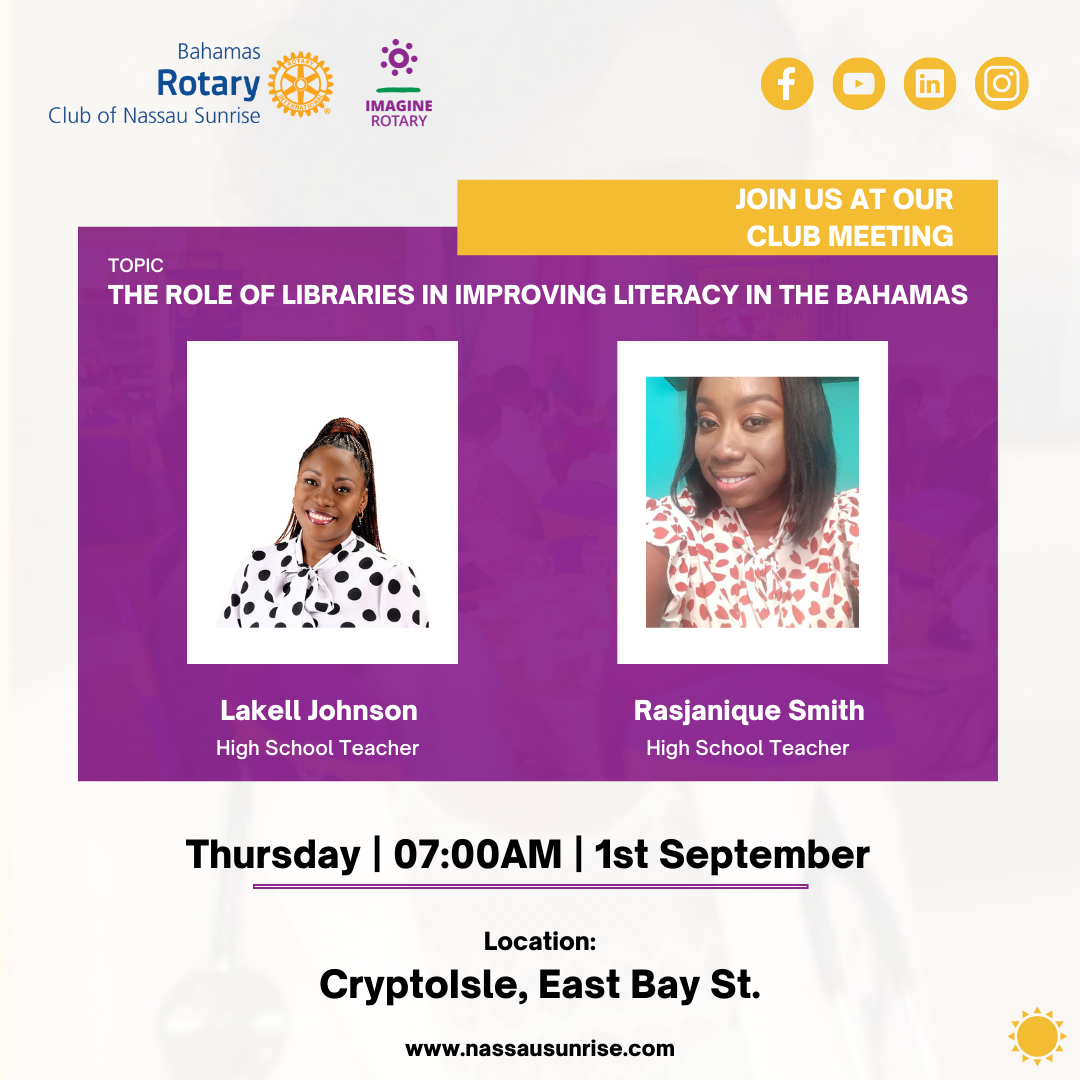 Bahamas
Rotary
Club of Nassau Sunrise
ROTARY
INTERNATIONAL
IMAGINE
ROTARY
JOIN US AT OUR
CLUB MEETING
TOPIC
THE ROLE OF LIBRARIES IN IMPROVING LITERACY IN THE BAHAMAS
Lakell Johnson
High School Teacher
Rasjanique Smith
High School Teacher
Thursday | 07:00AM | 1st September
Location:
CryptoIsle, East Bay St.
www.nassausunrise.com